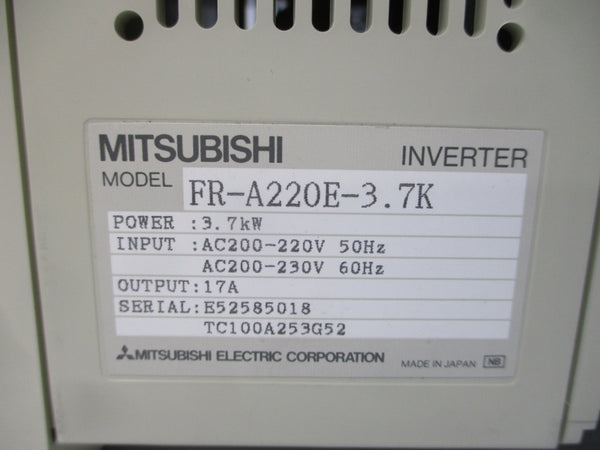 MITSUBISHI INVERTER
MODEL FR-A220E-3.7K
POWER :3.7kW
INPUT :AC200-220V 50Hz
AC200-230V 60Hz
OUTPUT:17A
SERIAL:E52585018
TC100A253G52
MITSUBISHI ELECTRIC CORPORATION MADE IN JAPAN NB